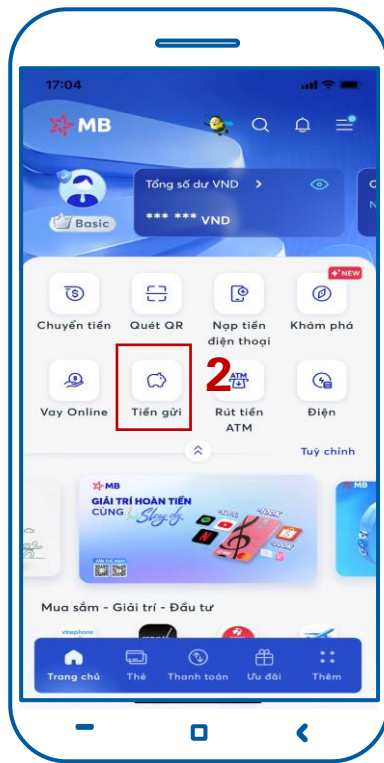 17:04
MB
Tổng số dư VND >
*** *** VND
Basic
NEW
Chuyển tiền Quét QR Nạp tiền điện thoại Khám phá
2
ATM
Vay Online Tiền gửi Rút tiền ATM Điện
Tuỳ chỉnh
MB
GIẢI TRÍ HOÀN TIỀN
CÙNG
MB
Mua sắm - Giải trí - Đầu tư
vinaphone
Trang chủ Thẻ Thanh toán Ưu đãi Thêm